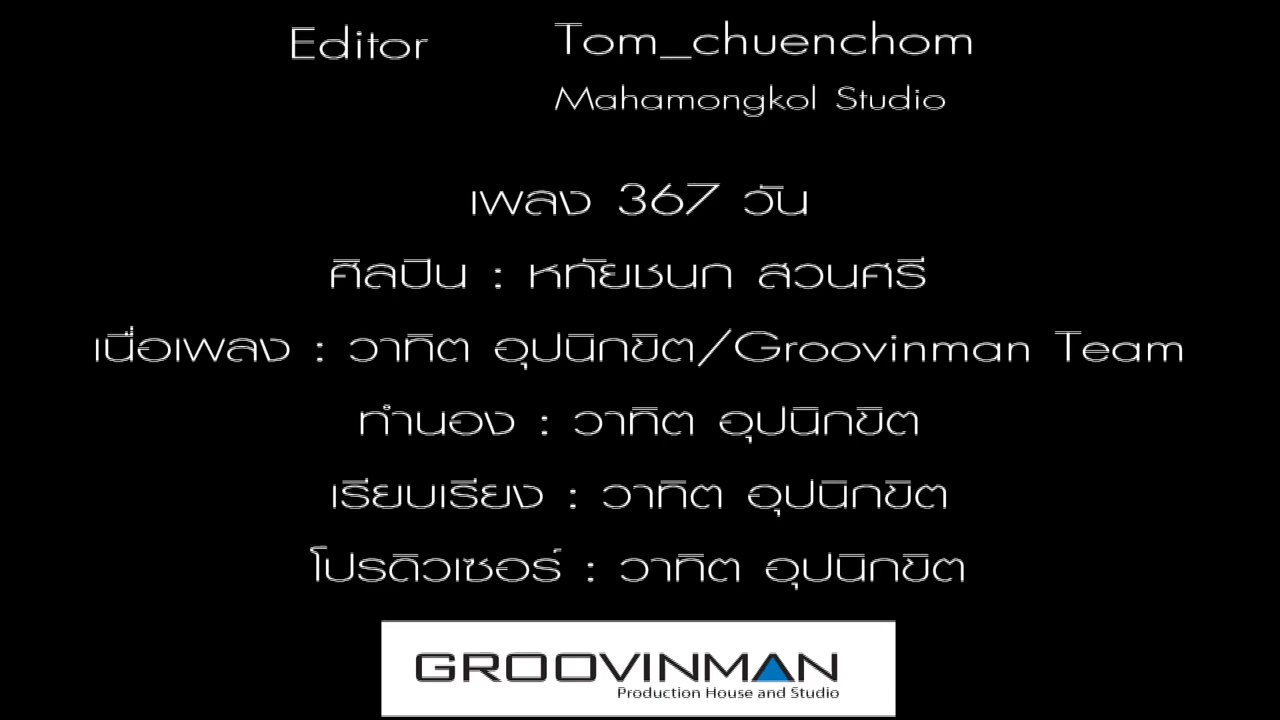 Editor Tom_chuenchom
Mahamongkol Studio
เพลง 367 วัน
ศิลปิน : หทัยชนก สวนศรี
เนื้อเพลง : วาทิต อุปนิกขิต/Groovinman Team
ทำนอง : วาทิต อุปนิกขิต
เรียบเรียง : วาทิต อุปนิกขิต
โปรดิวเซอร์ : วาทิต อุปนิกขิต
GROOVINMAN
Production House and Studio